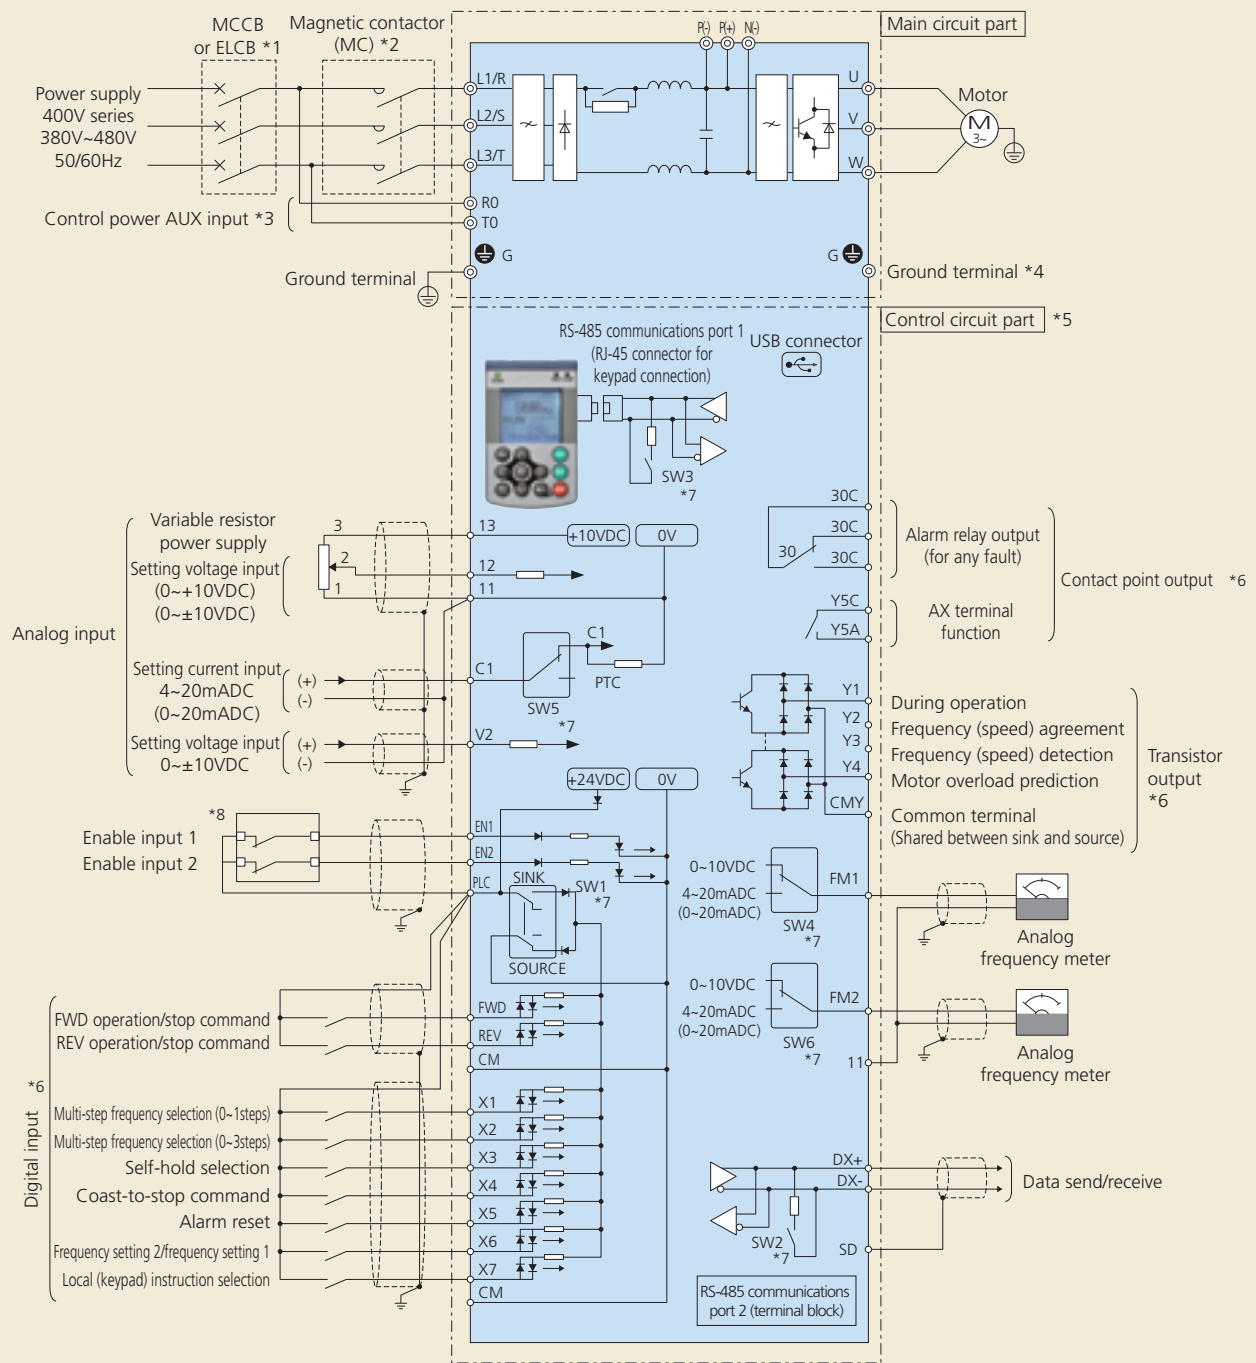 MCCB
or ELCB *1
Magnetic contactor
(MC) *2
P(-)
P(+)
N(-)
Main circuit part
Power supply
400V series
380V~480V
50/60Hz
L1/R
L2/S
L3/T
U
V
W
Motor
M
3~
Control power AUX input *3
R0
T0
G
G
Ground terminal
Ground terminal *4
Control circuit part
*5
RS-485 communications port 1
(RJ-45 connector for
keypad connection)
USB connector
SW3
*7
Analog input
Variable resistor
power supply
Setting voltage input
(0~+10VDC)
(0~±10VDC)
3
2
1
13
12
11
+10VDC
0V
Setting current input
4~20mADC
(0~20mADC)
(+)
(-)
C1
C1
PTC
SW5
*7
Setting voltage input
0~±10VDC
(+)
(-)
V2
+24VDC
0V
30C
30C
30C
30
Alarm relay output
(for any fault)
Y5C
Y5A
AX terminal
function
Contact point output *6
Y1
Y2
Y3
Y4
CMY
During operation
Frequency (speed) agreement
Frequency (speed) detection
Motor overload prediction
Common terminal
(Shared between sink and source)
Transistor
output
*6
*8
Enable input 1
Enable input 2
EN1
EN2
PLC
SINK
SOURCE
SW1
*7
0~10VDC
4~20mADC
(0~20mADC)
SW4
*7
FM1
Analog
frequency meter
0~10VDC
4~20mADC
(0~20mADC)
SW6
*7
FM2
Analog
frequency meter
11
*6
Digital input
FWD operation/stop command
REV operation/stop command
FWD
REV
CM
Multi-step frequency selection (0~1steps)
Multi-step frequency selection (0~3steps)
Self-hold selection
Coast-to-stop command
Alarm reset
Frequency setting 2/frequency setting 1
Local (keypad) instruction selection
X1
X2
X3
X4
X5
X6
X7
CM
DX+
DX-
SD
SW2
*7
Data send/receive
RS-485 communications
port 2 (terminal block)